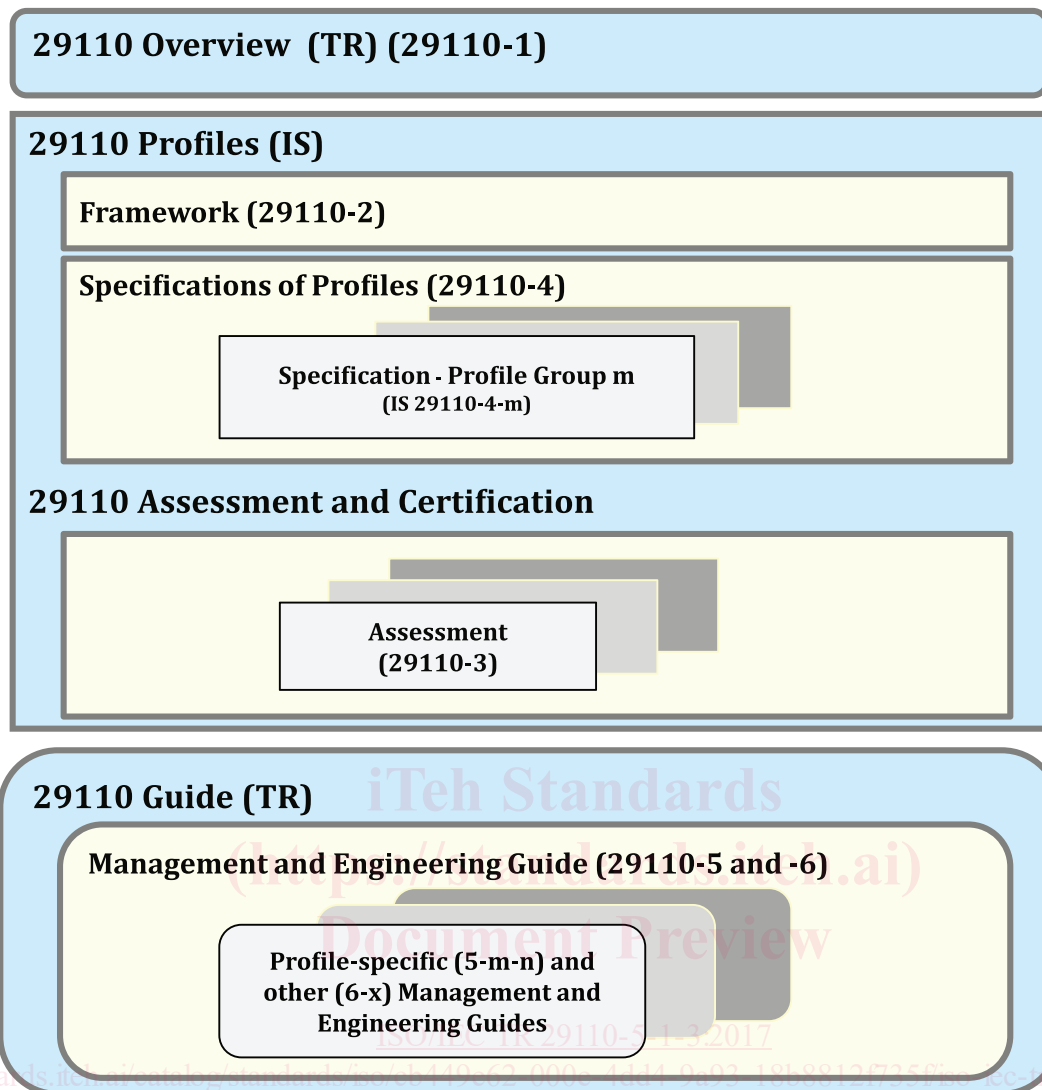 29110 Overview (TR) (29110-1)
29110 Profiles (IS)
Framework (29110-2)
Specifications of Profiles (29110-4)
Specification - Profile Group m
(IS 29110-4-m)
29110 Assessment and Certification
Assessment
(29110-3)
29110 Guide (TR)
iTeh Standards
Management and Engineering Guide (29110-5 and -6)
(https://standards.iteh.ai)
Document Preview
Profile-specific (5-m-n) and
other (6-x) Management and
Engineering Guides
ISO/IEC TR 29110-5-1-3:2017